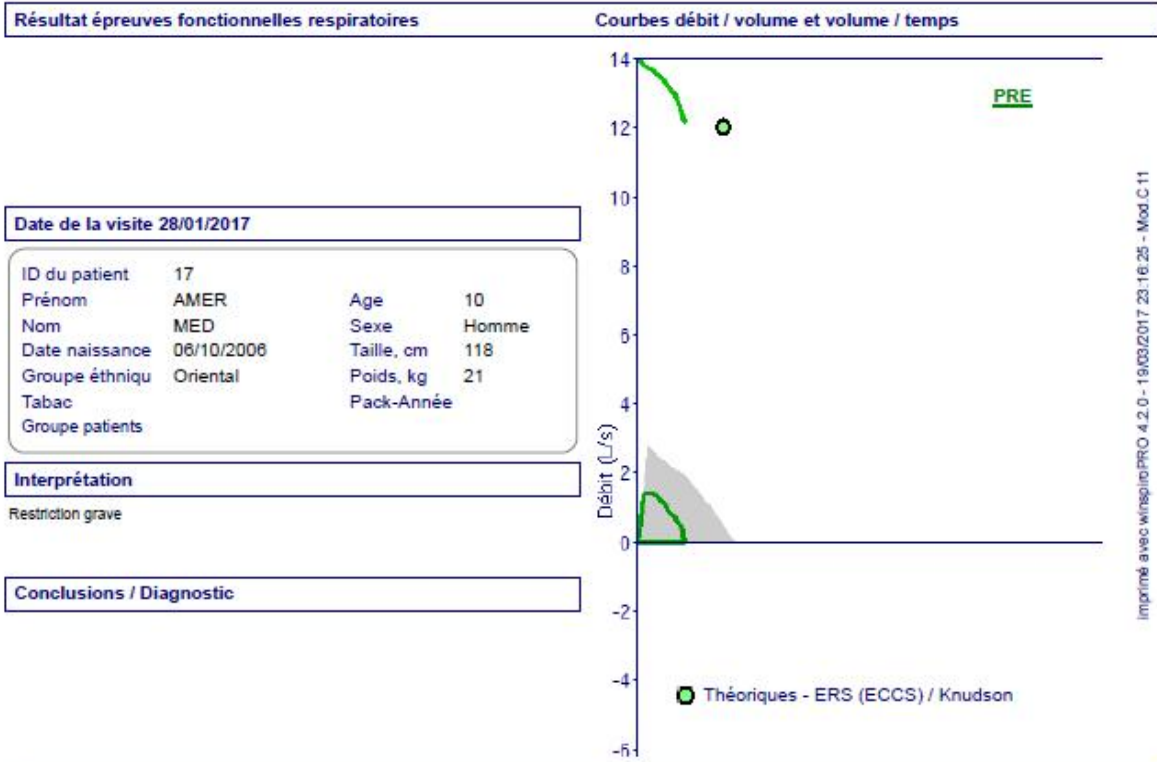 Résultat épreuves fonctionnelles respiratoires
Courbes débit / volume et volume / temps
Date de la visite 28/01/2017
ID du patient 17
Prénom AMER Age 10
Nom MED Sexe Homme
Date naissance 06/10/2006 Taille, cm 118
Groupe éthniqu Oriental Poids, kg 21
Tabac Pack-Année
Groupe patients
Interprétation
Restriction grave
Conclusions / Diagnostic
PRE
14
12
10
8
6
4
2
0
-2
-4
-6
Débit (L/s)
Théoriques - ERS (ECCS) / Knudson
Imprimé avec winspiroPRO 4.2.0 - 19/03/2017 23:16:25 - Mod.C11